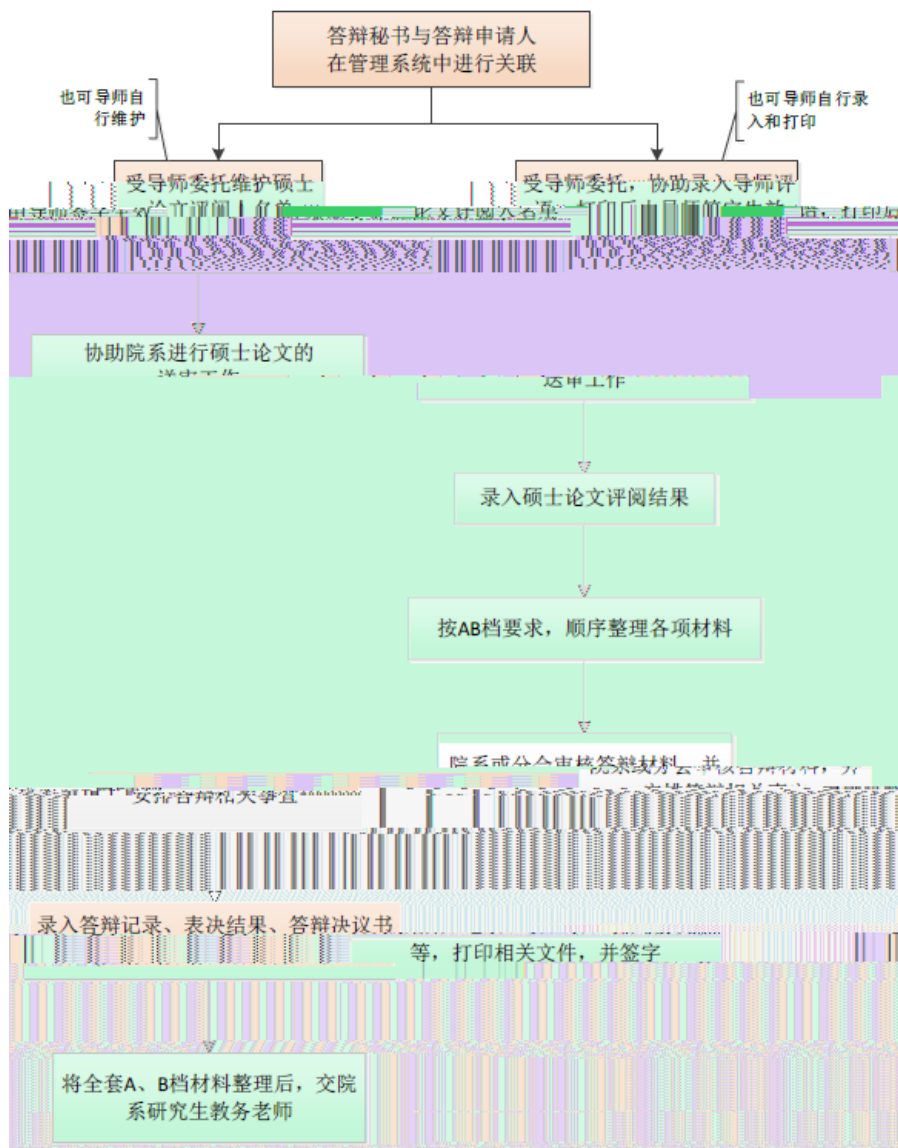 答辩秘书与答辩申请人
在管理系统中进行关联
也可导师自
行维护
也可导师自行录
入和打印
受导师委托维护硕士
论文评阅人名单
受导师委托，协助录入导师评
协助院系进行硕士论文的
送审工作
录入硕士论文评阅结果
按AB档要求，顺序整理各项材料
院系或分会审核答辩材料，并
安排答辩相关事宜
录入答辩记录、表决结果、答辩决议书
等，打印相关文件，并签字
将全套A、B档材料整理后，交院
系研究生教务老师